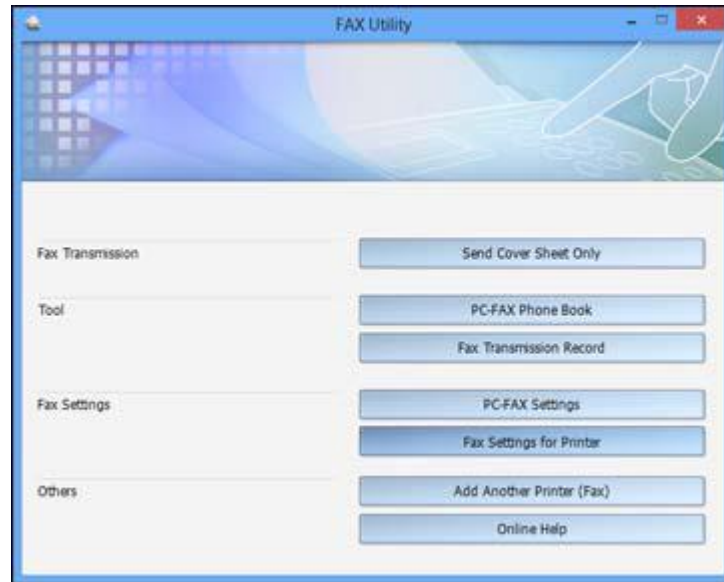 FAX Utility
Fax Transmission
Send Cover Sheet Only
Tool
PC-FAX Phone Book
Fax Transmission Record
Fax Settings
PC-FAX Settings
Fax Settings for Printer
Others
Add Another Printer (Fax)
Online Help